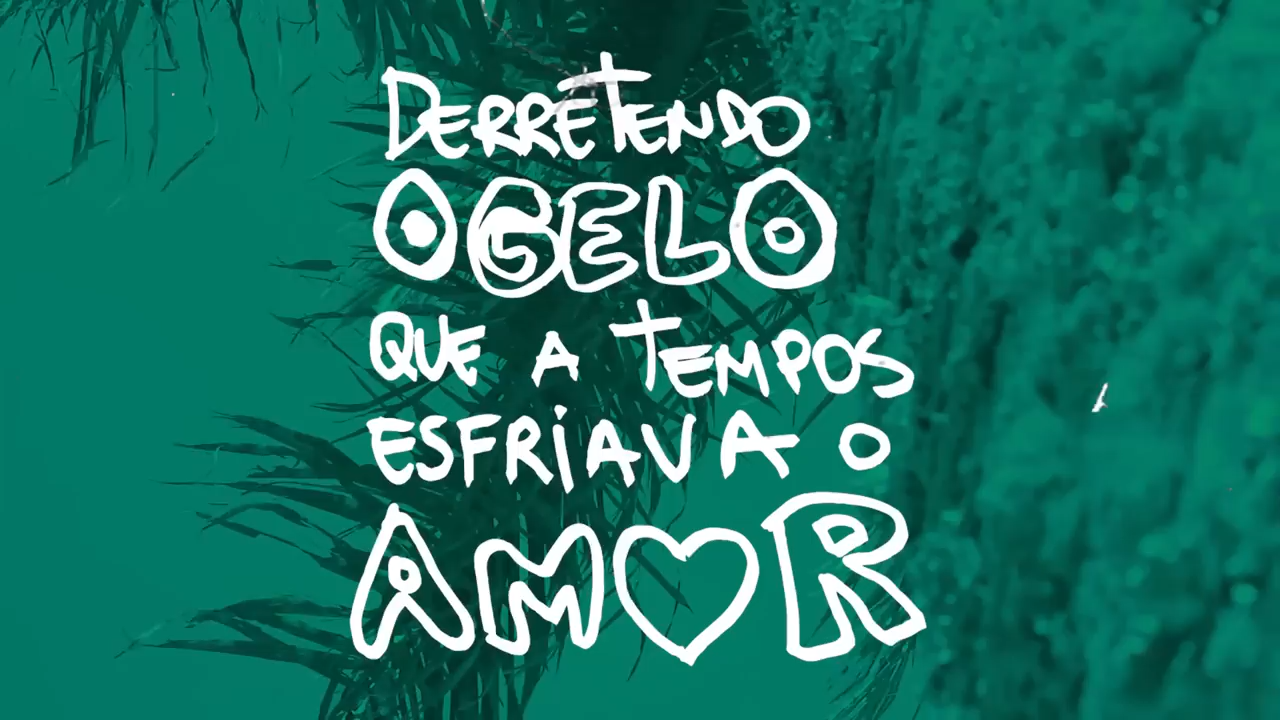 DERRETENDO
O GELO
QUE A TEMPOS
ESFRiAVA O
AMOR